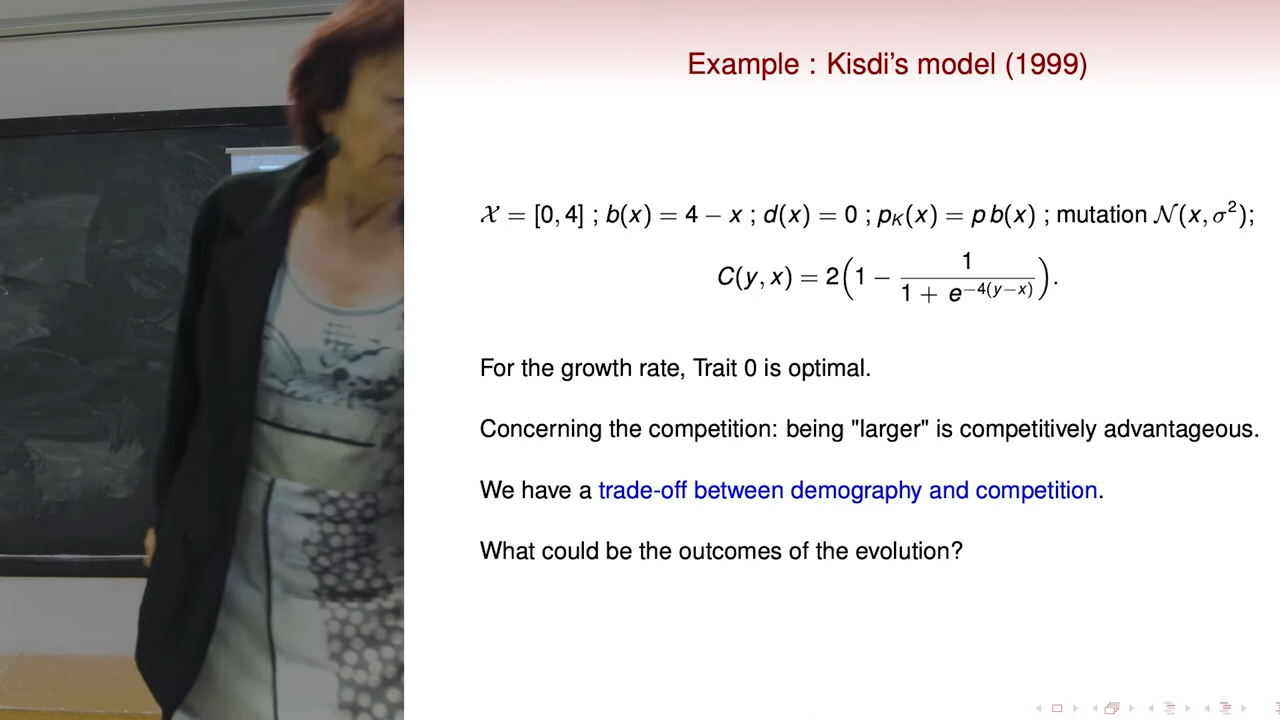 Example : Kisdi's model (1999)
𝒳 = [0, 4] ; b(x) = 4 − x ; d(x) = 0 ; p_K(x) = p b(x) ; mutation 𝒩(x, σ²);
C(y, x) = 2(1 − 1/(1 + e^{−4(y−x)})).
For the growth rate, Trait 0 is optimal.
Concerning the competition: being "larger" is competitively advantageous.
We have a trade-off between demography and competition.
What could be the outcomes of the evolution?